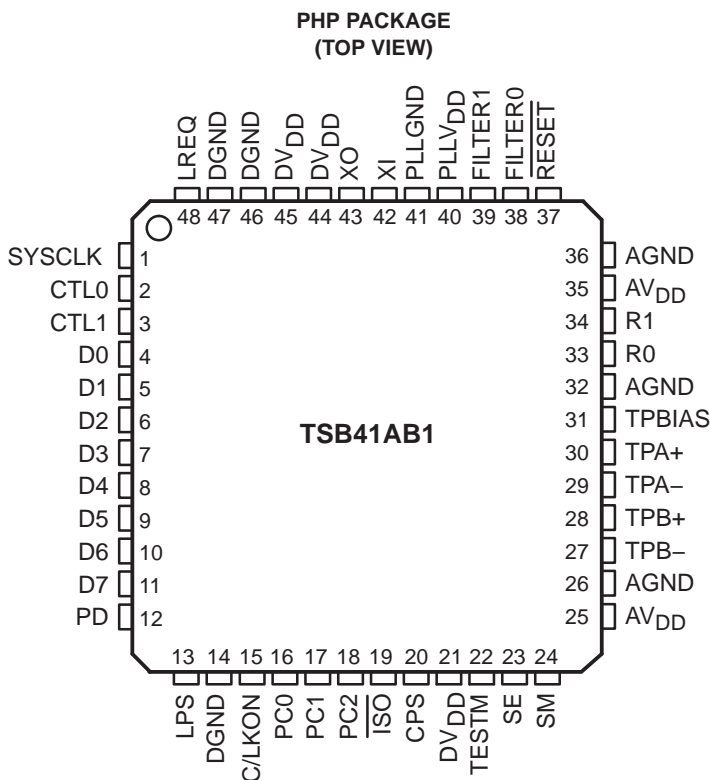 PHP PACKAGE
(TOP VIEW)
LREQ
DGND
DGND
DVDD
DVDD
XO
XI
PLLGND
PLLVDD
FILTER1
FILTER0
RESET
48 47 46 45 44 43 42 41 40 39 38 37
SYSCLK 1
CTL0 2
CTL1 3
D0 4
D1 5
D2 6
D3 7
D4 8
D5 9
D6 10
D7 11
PD 12
TSB41AB1
36 AGND
35 AVDD
34 R1
33 R0
32 AGND
31 TPBIAS
30 TPA+
29 TPA−
28 TPB+
27 TPB−
26 AGND
25 AVDD
13 14 15 16 17 18 19 20 21 22 23 24
LPS
DGND
C/LKON
PC0
PC1
PC2
ISO
CPS
DVDD
TESTM
SE
SM